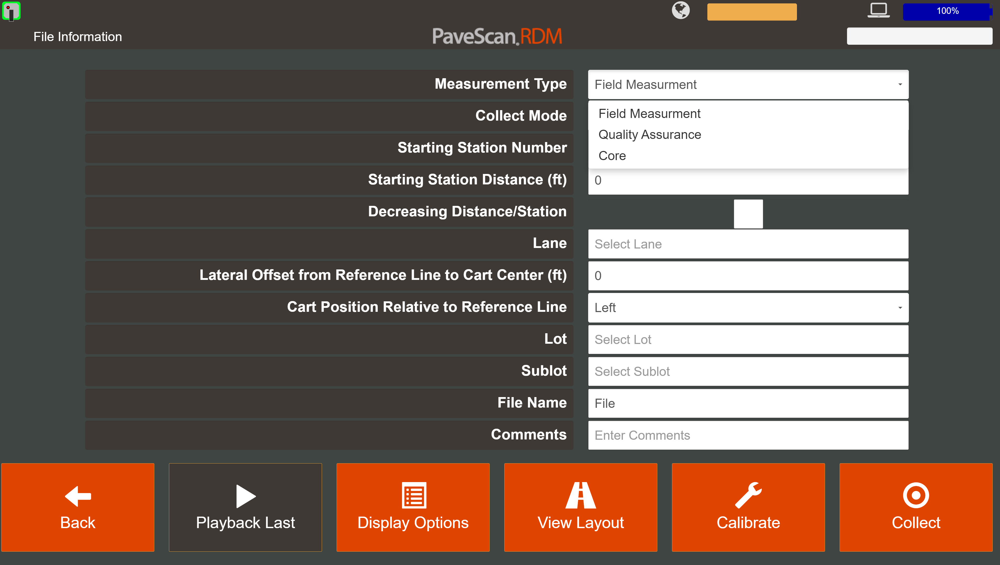 100%
File Information
PaveScan® RDM
Measurement Type
Field Measurment
Collect Mode
Field Measurment
Quality Assurance
Core
Starting Station Number
Starting Station Distance (ft)
0
Decreasing Distance/Station
Lane
Select Lane
Lateral Offset from Reference Line to Cart Center (ft)
0
Cart Position Relative to Reference Line
Left
Lot
Select Lot
Sublot
Select Sublot
File Name
File
Comments
Enter Comments
Back
Playback Last
Display Options
View Layout
Calibrate
Collect